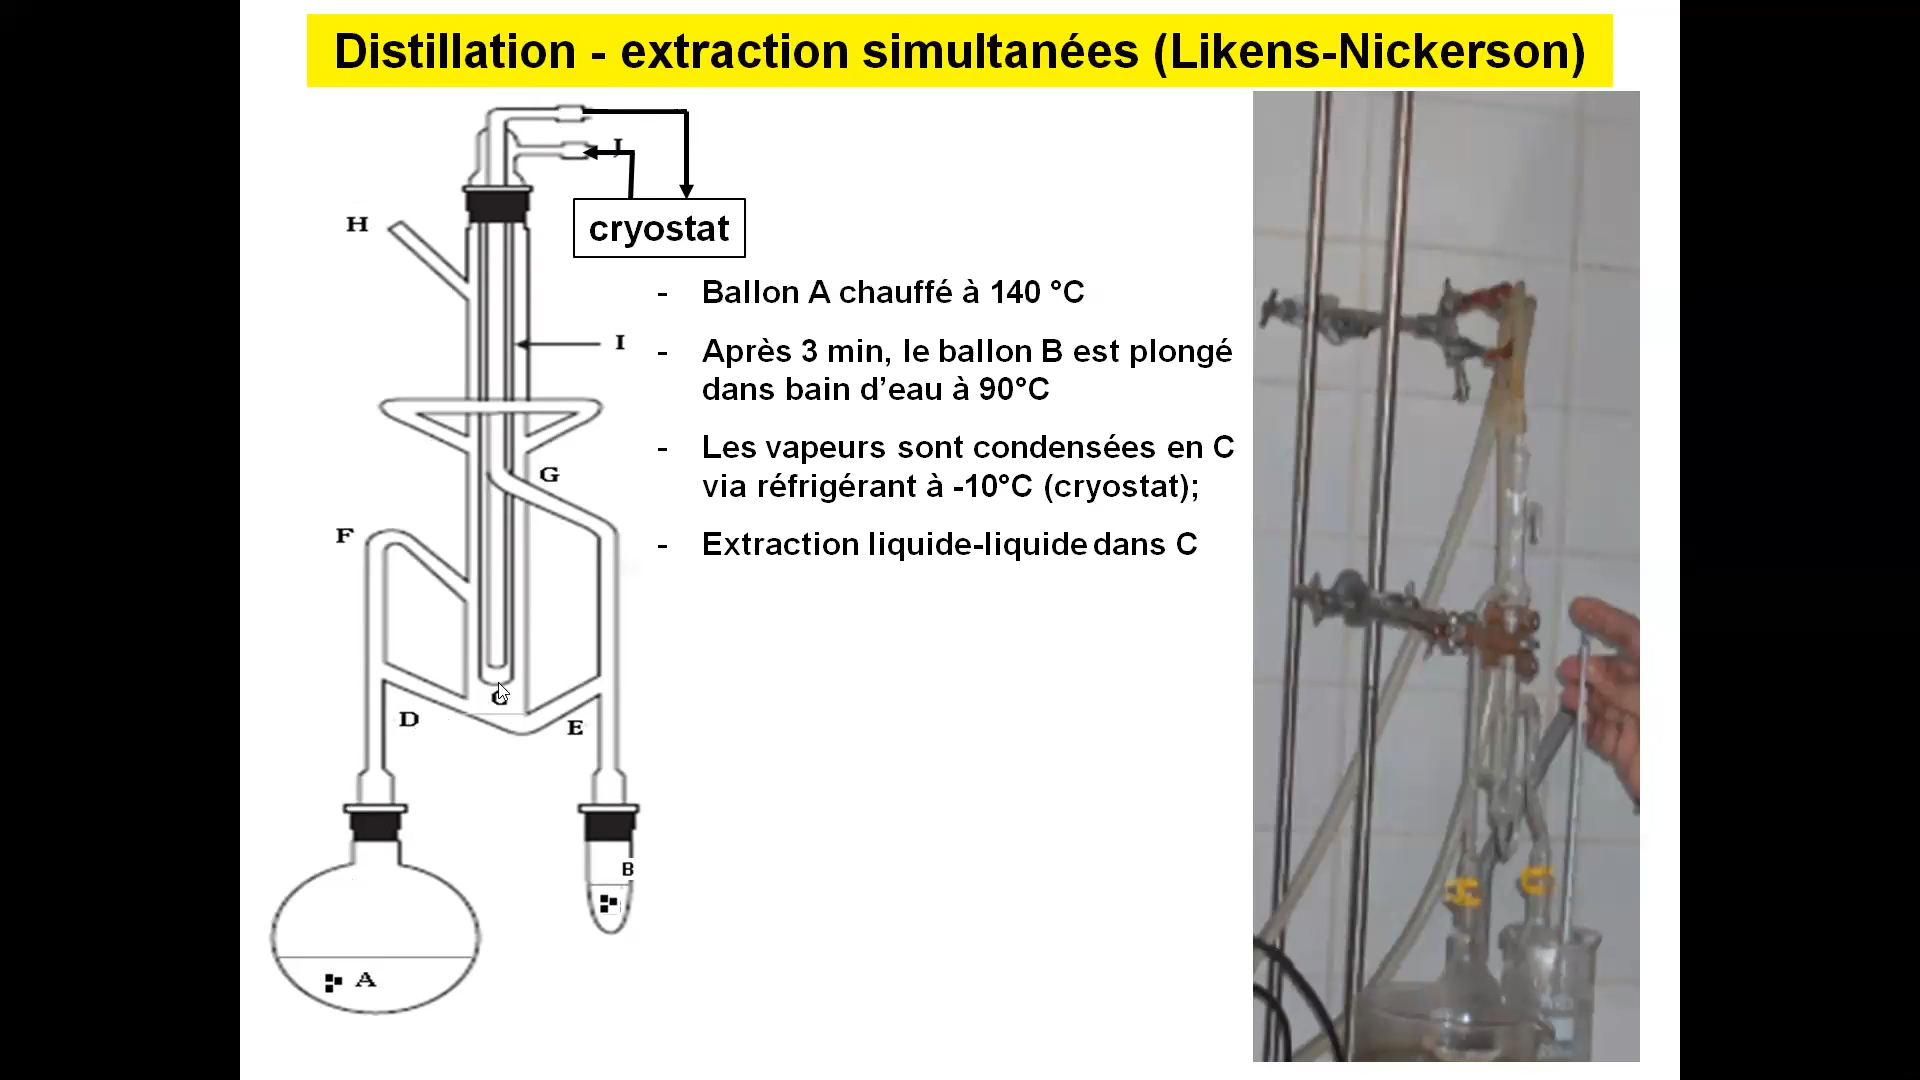 Distillation - extraction simultanées (Likens-Nickerson)
J
cryostat
H
- Ballon A chauffé à 140 °C
I
- Après 3 min, le ballon B est plongé
dans bain d’eau à 90°C
- Les vapeurs sont condensées en C
via réfrigérant à -10°C (cryostat);
G
F
- Extraction liquide-liquide dans C
C
D
E
B
A